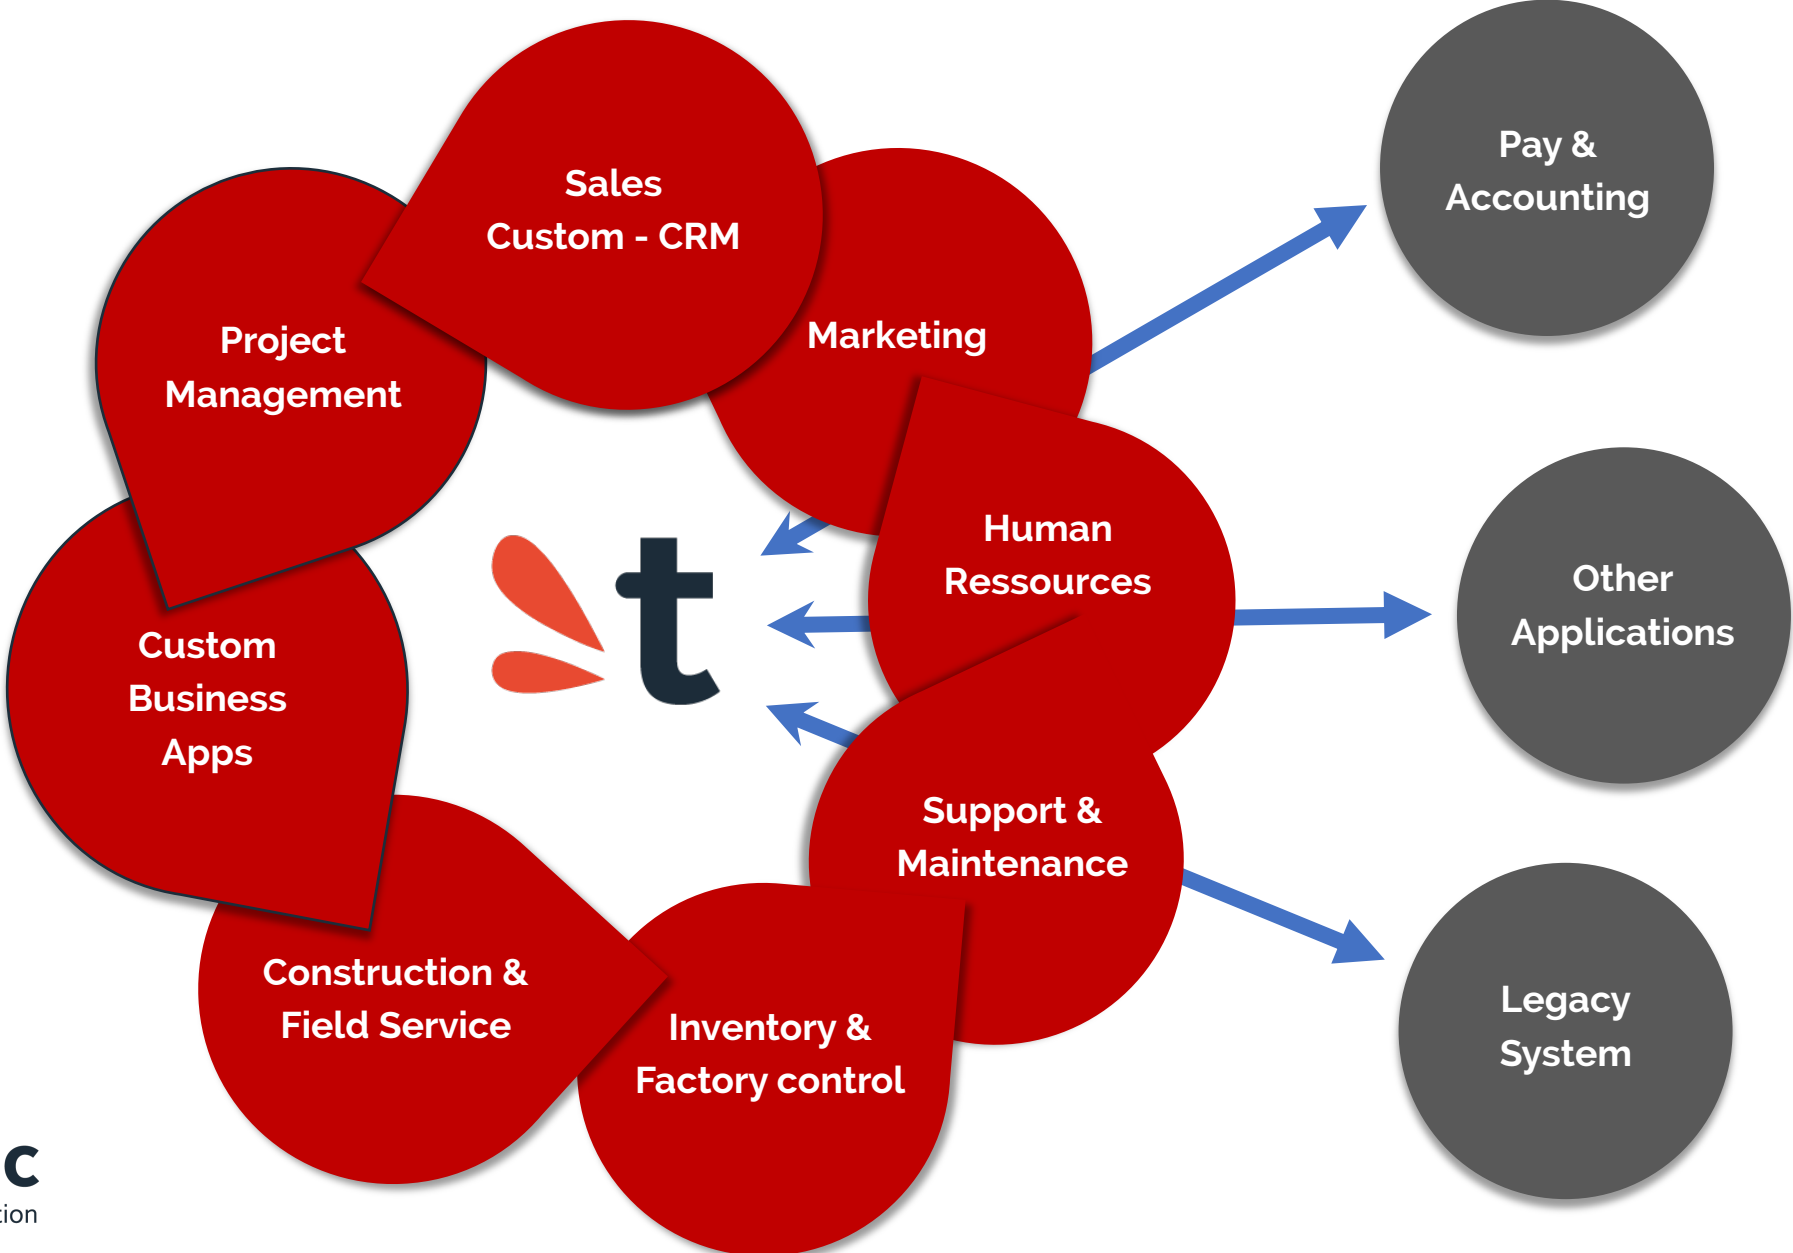 Sales
Custom - CRM
Marketing
Project
Management
Human
Ressources
Custom
Business
Apps
Support &
Maintenance
Construction &
Field Service
Inventory &
Factory control
t
Pay &
Accounting
Other
Applications
Legacy
System
c
tion